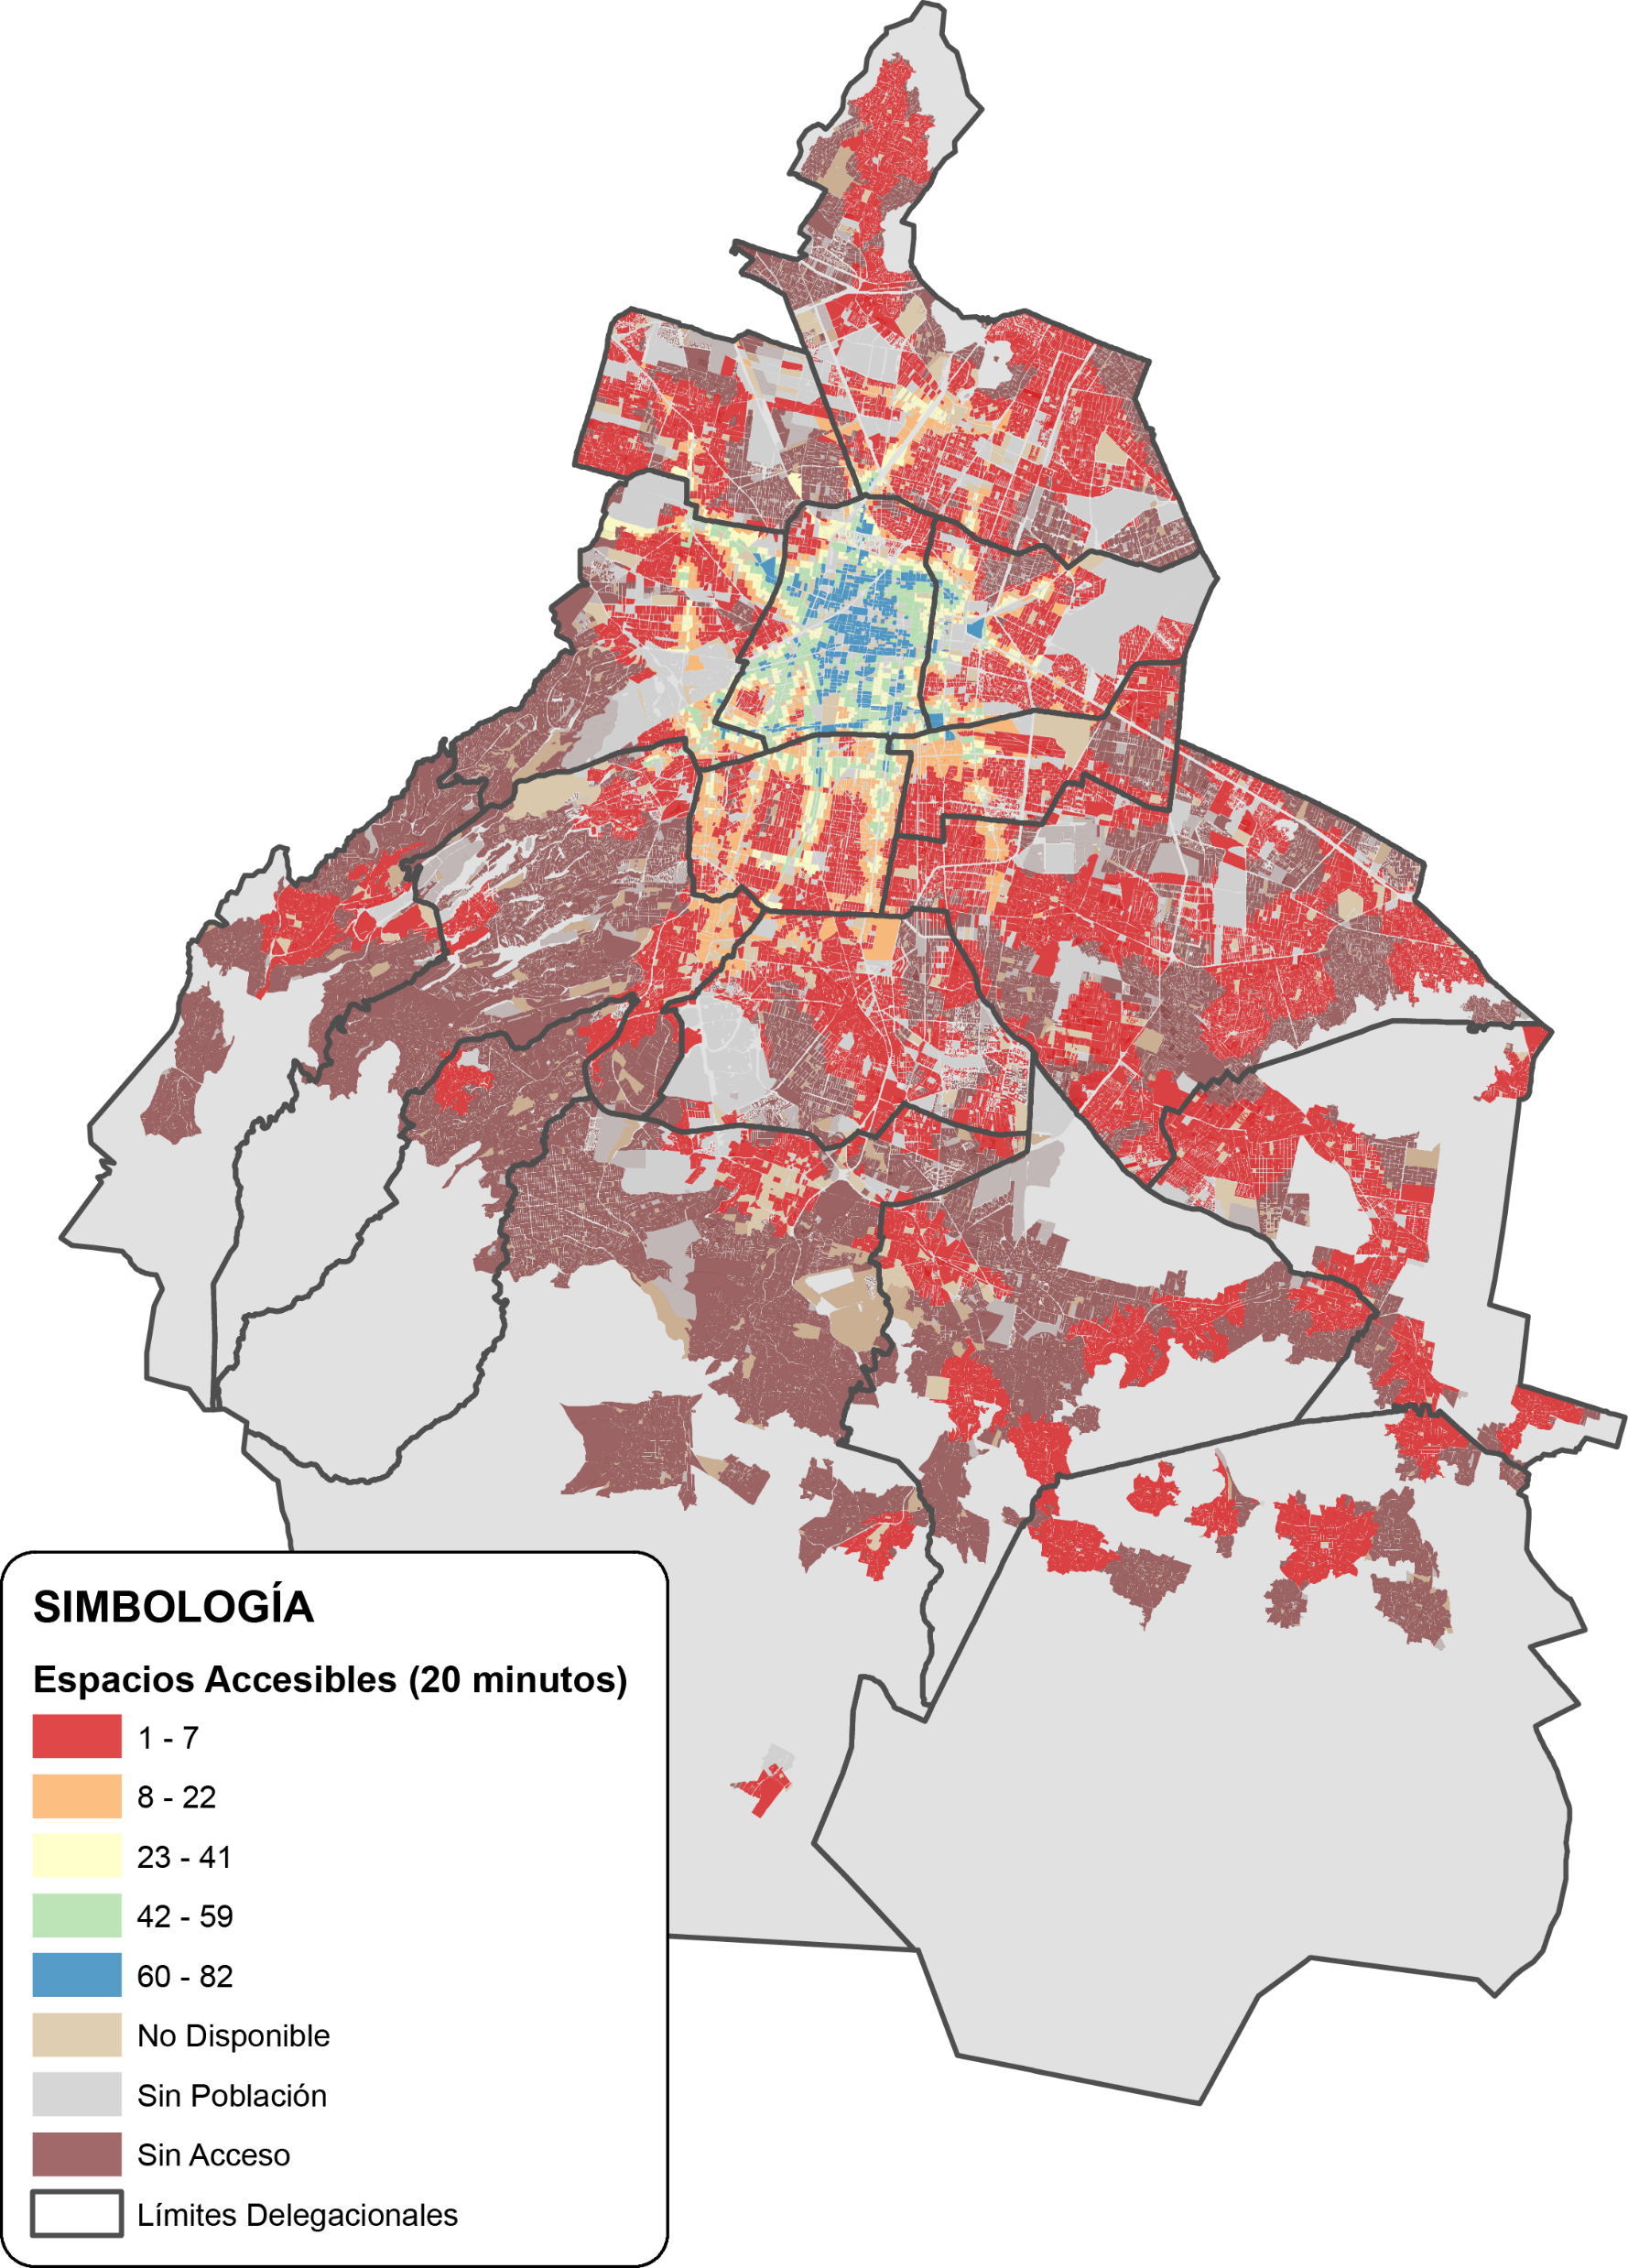 SIMBOLOGÍA
Espacios Accesibles (20 minutos)
1 - 7
8 - 22
23 - 41
42 - 59
60 - 82
No Disponible
Sin Población
Sin Acceso
Límites Delegacionales